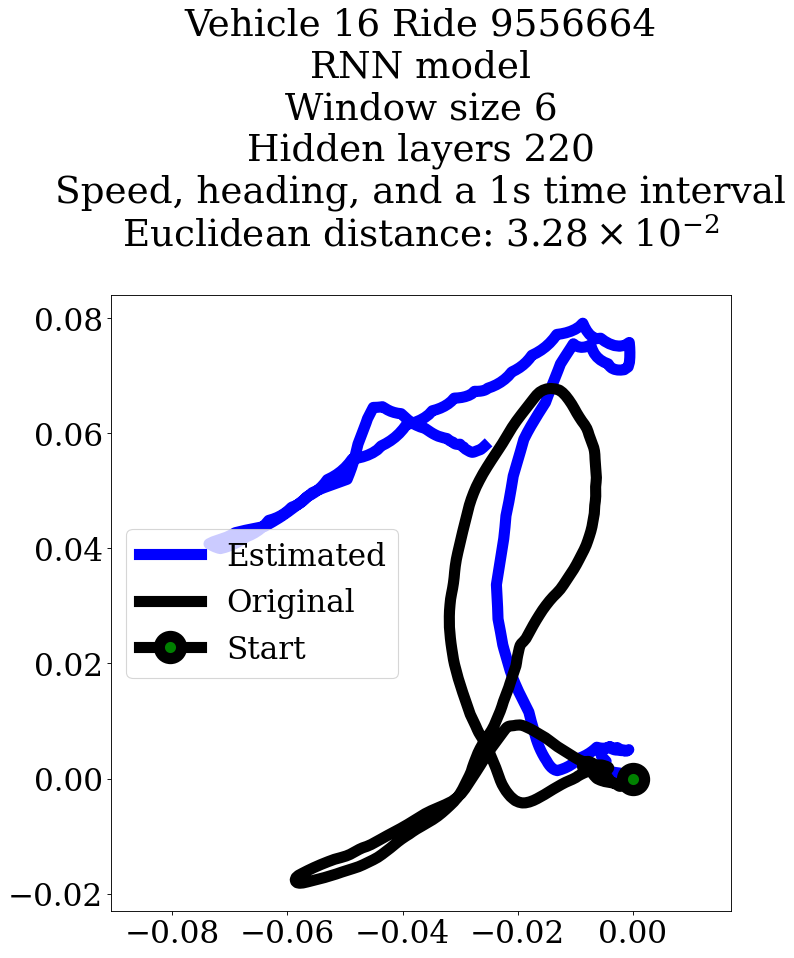 Vehicle 16 Ride 9556664
RNN model
Window size 6
Hidden layers 220
Speed, heading, and a 1s time interval
Euclidean distance: 3.28 × 10⁻²
0.08
0.06
0.04
0.02
0.00
−0.02
Estimated
Original
Start
−0.08 −0.06 −0.04 −0.02 0.00